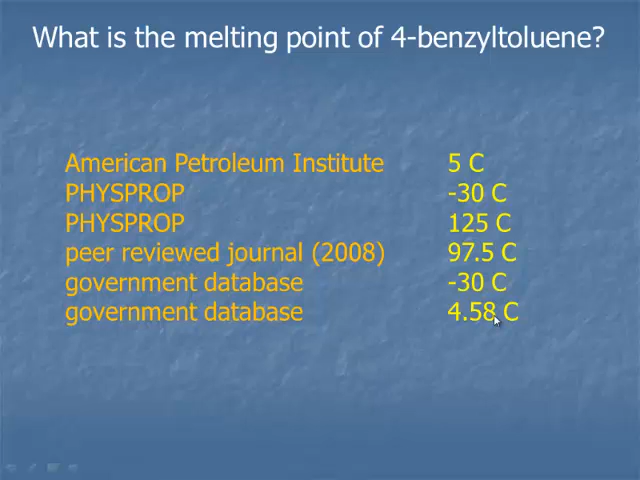 What is the melting point of 4-benzyltoluene?
American Petroleum Institute 5 C
PHYSPROP -30 C
PHYSPROP 125 C
peer reviewed journal (2008) 97.5 C
government database -30 C
government database 4.58 C